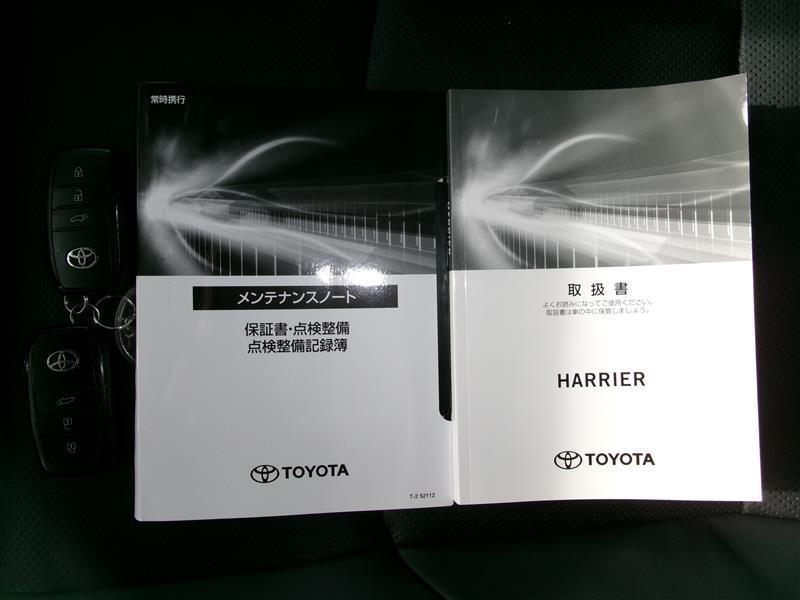 常時携行
メンテナンスノート
保証書・点検整備
点検整備記録簿
TOYOTA
T-2 52112
取扱書
よくお読みになってご使用ください。
取扱書は車の中に保管しましょう。
HARRIER
TOYOTA